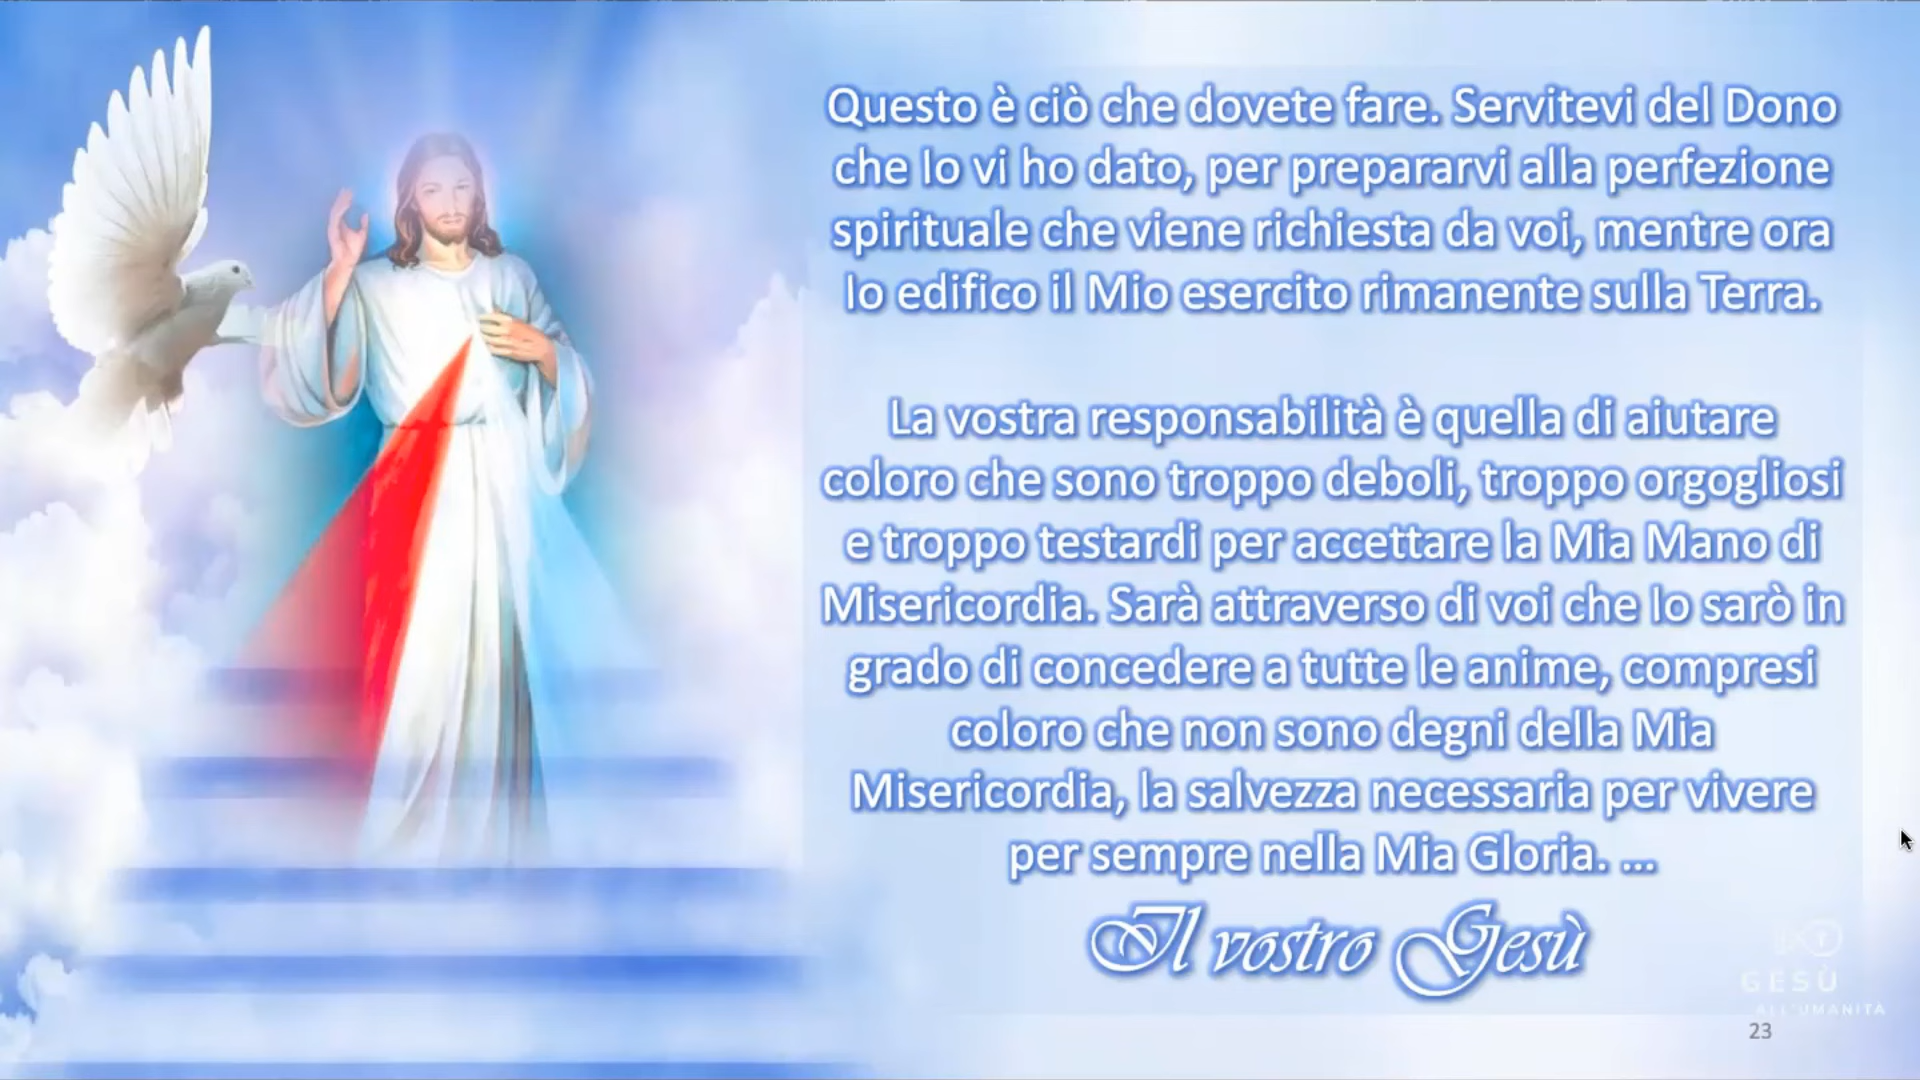 Questo è ciò che dovete fare. Servitevi del Dono
che Io vi ho dato, per prepararvi alla perfezione
spirituale che viene richiesta da voi, mentre ora
Io edifico il Mio esercito rimanente sulla Terra.
La vostra responsabilità è quella di aiutare
coloro che sono troppo deboli, troppo orgogliosi
e troppo testardi per accettare la Mia Mano di
Misericordia. Sarà attraverso di voi che Io sarò in
grado di concedere a tutte le anime, compresi
coloro che non sono degni della Mia
Misericordia, la salvezza necessaria per vivere
per sempre nella Mia Gloria. ...
Il vostro Gesù
GESÙ
ALL'UMANITÀ
23